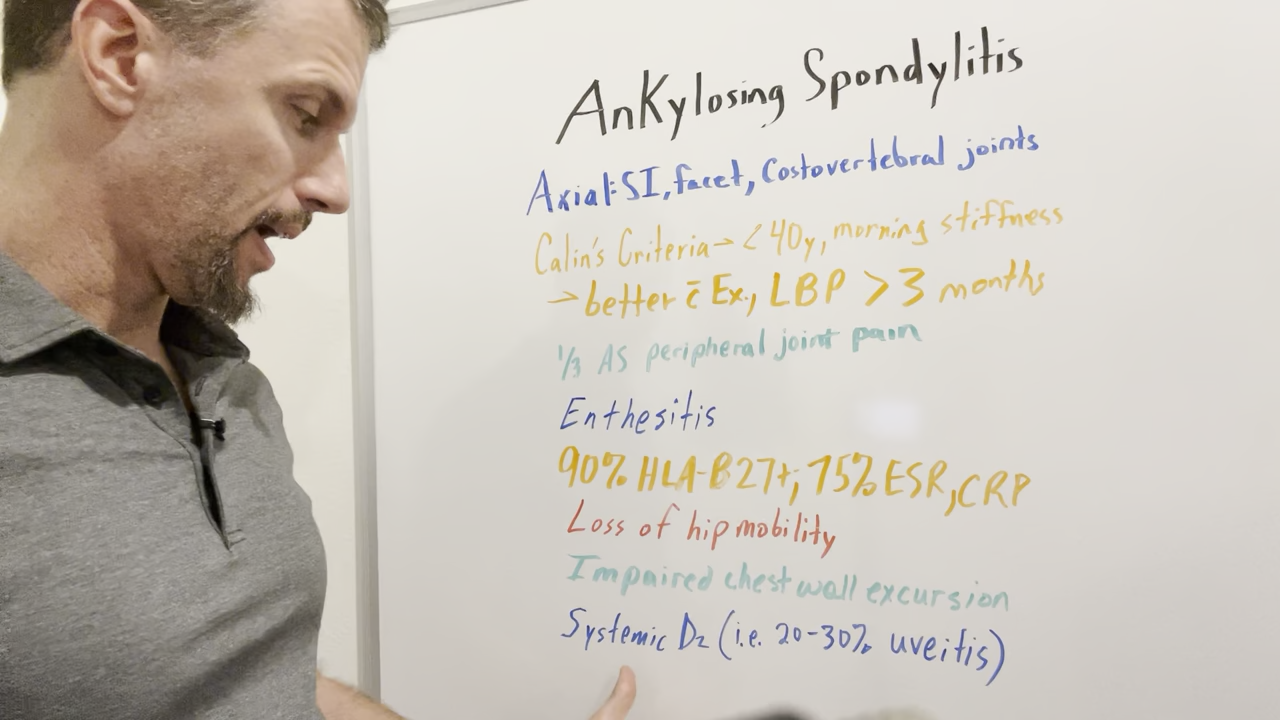 Ankylosing Spondylitis
Axial: SI, facet, Costovertebral joints
Calin's Criteria → < 40y, morning stiffness
→ better c̄ Ex., LBP > 3 months
1/3 AS peripheral joint pain
Enthesitis
90% HLA-B27+; 75% ESR, CRP
Loss of hip mobility
Impaired chest wall excursion
Systemic Dz (i.e. 20-30% uveitis)